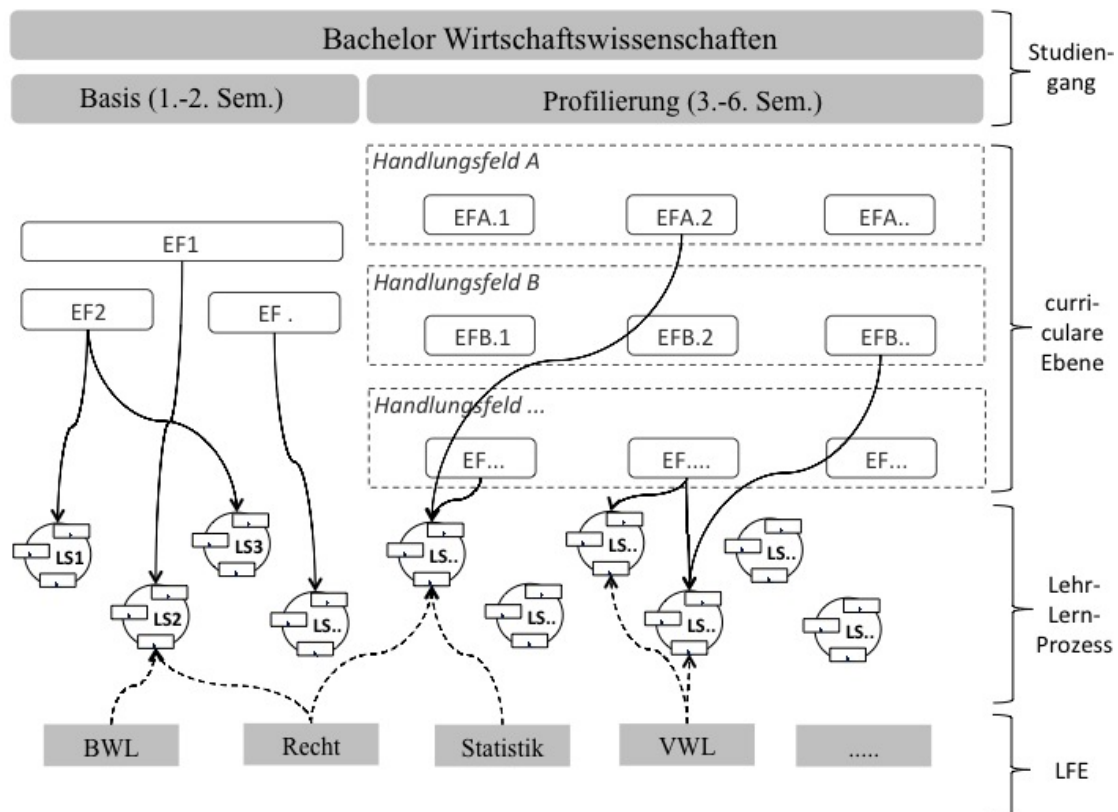 Bachelor Wirtschaftswissenschaften
Studien-
gang
Basis (1.-2. Sem.)
Profilierung (3.-6. Sem.)
Handlungsfeld A
EFA.1
EFA.2
EFA..
EF1
Handlungsfeld B
EF2
EF .
EFB.1
EFB.2
EFB..
curri-
culare
Ebene
Handlungsfeld ...
EF...
EF....
EF...
LS1
LS3
LS..
LS..
LS..
LS2
LS..
LS..
LS..
LS..
Lehr-
Lern-
Prozess
BWL
Recht
Statistik
VWL
.....
LFE